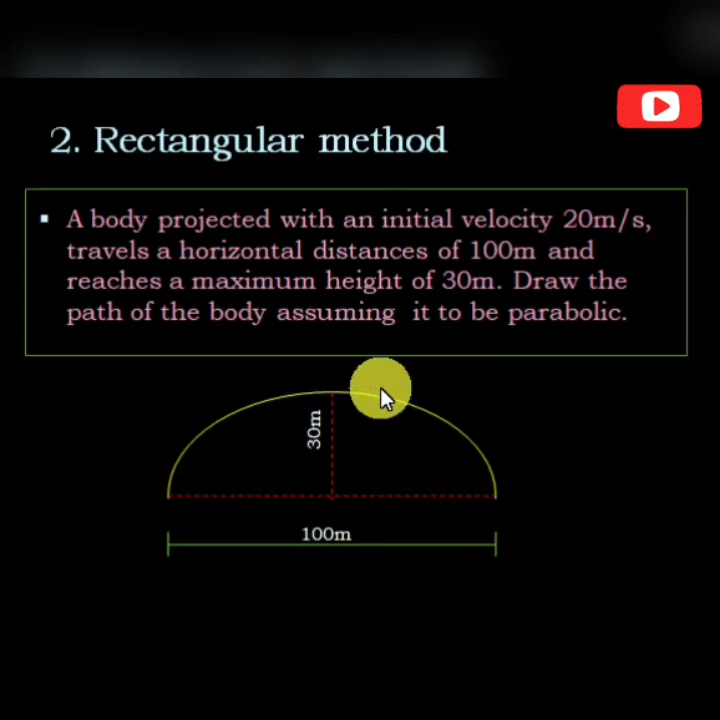 2. Rectangular method
▪ A body projected with an initial velocity 20m/s,
travels a horizontal distances of 100m and
reaches a maximum height of 30m. Draw the
path of the body assuming it to be parabolic.
30m
100m